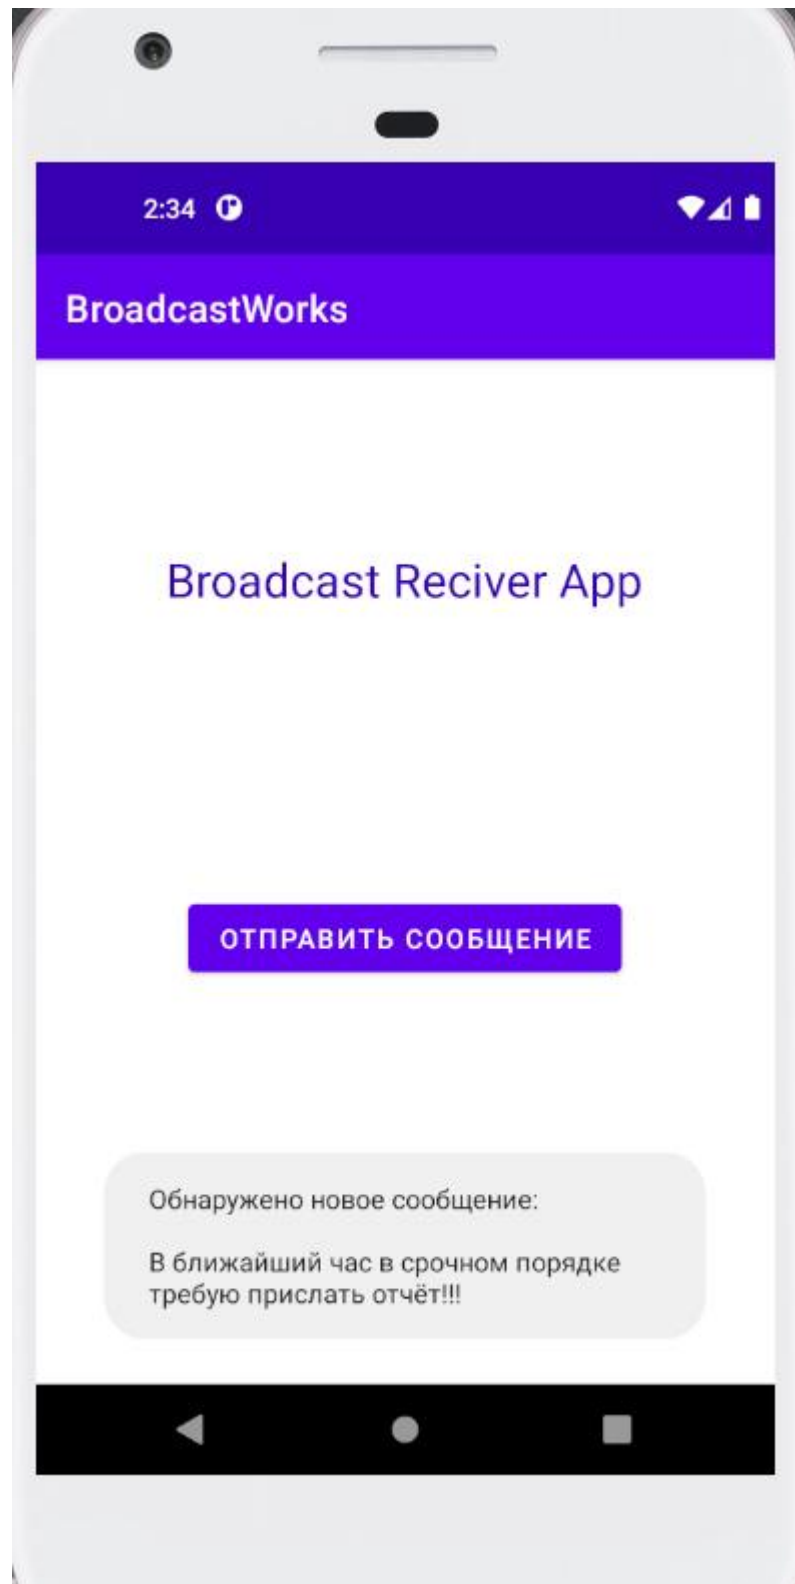 2:34
BroadcastWorks
Broadcast Reciver App
ОТПРАВИТЬ СООБЩЕНИЕ
Обнаружено новое сообщение:
В ближайший час в срочном порядке
требую прислать отчёт!!!